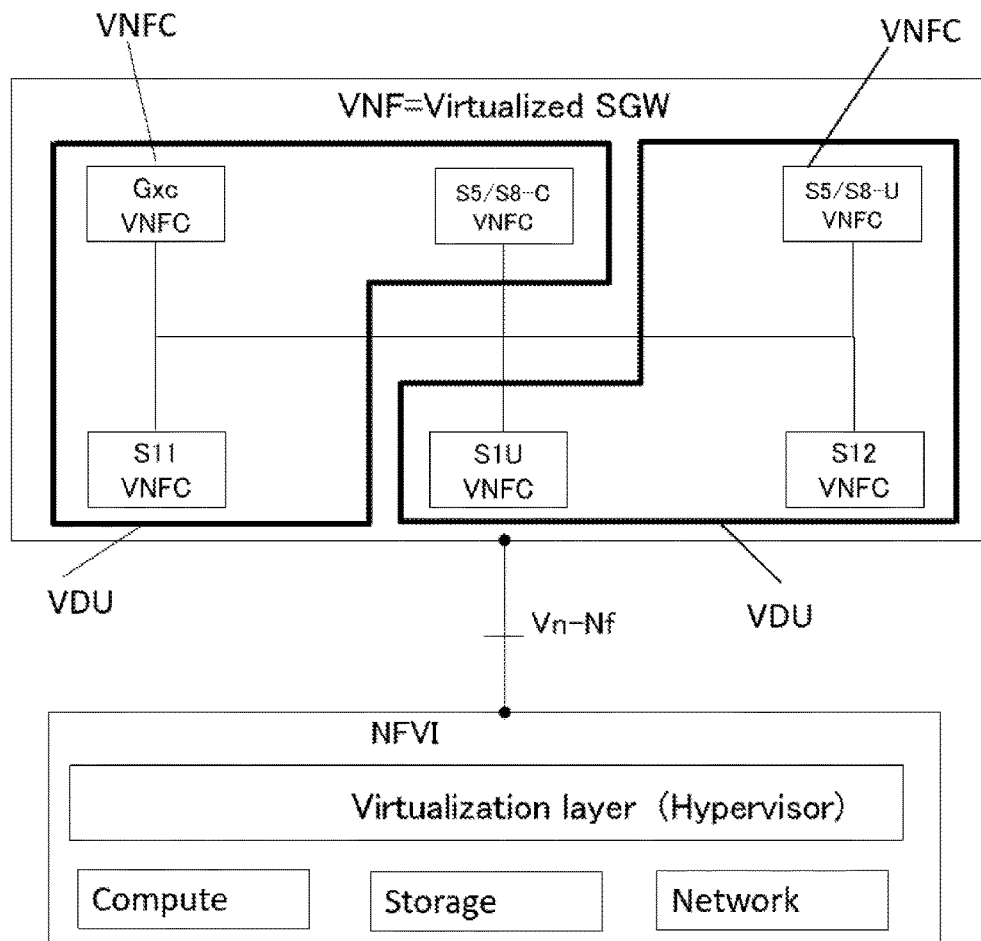 VNFC
VNFC
VNF=Virtualized SGW
Gxc
VNFC
S5/S8-C
VNFC
S5/S8-U
VNFC
S11
VNFC
S1U
VNFC
S12
VNFC
VDU
VDU
Vn-Nf
NFVI
Virtualization layer (Hypervisor)
Compute
Storage
Network